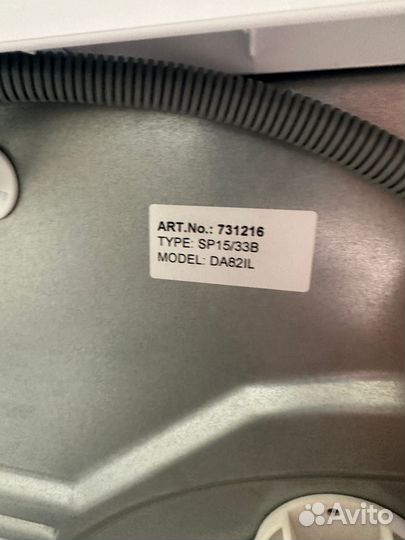 ART.No.: 731216
TYPE: SP15/33B
MODEL: DA82IL
Avito